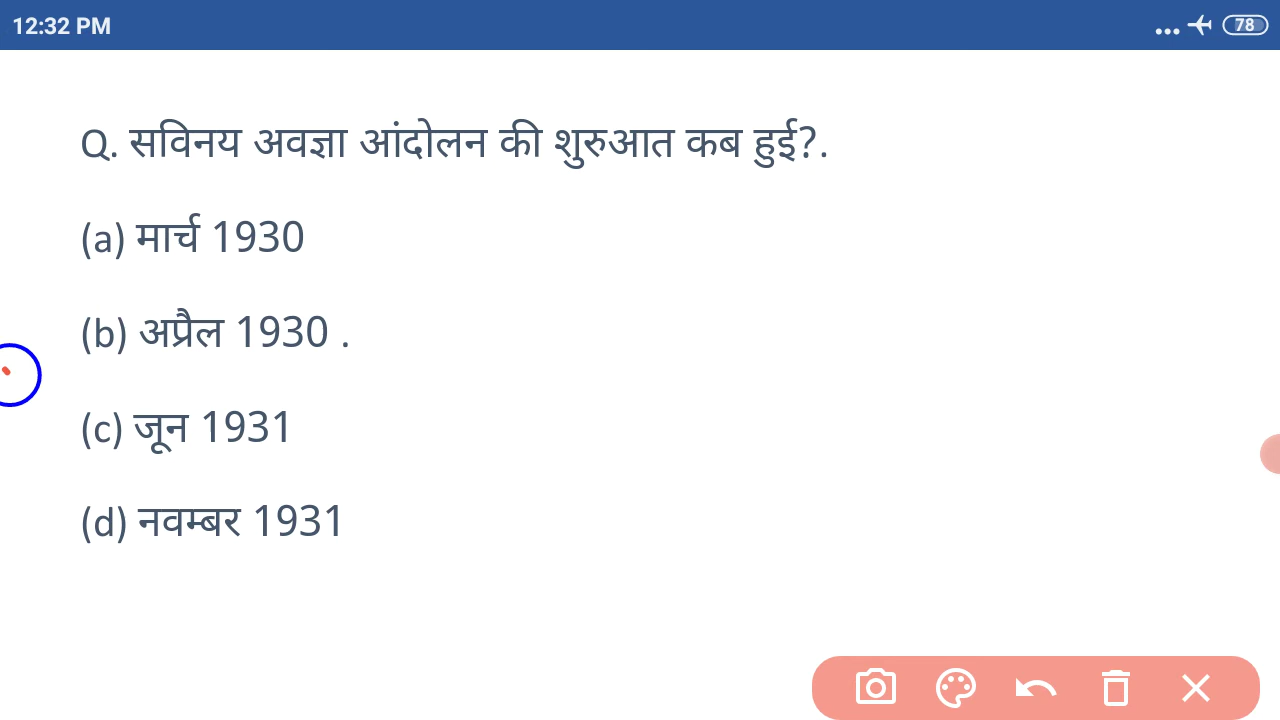 12:32 PM
78
Q. सविनय अवज्ञा आंदोलन की शुरुआत कब हुई?.
(a) मार्च 1930
(b) अप्रैल 1930 .
(c) जून 1931
(d) नवम्बर 1931